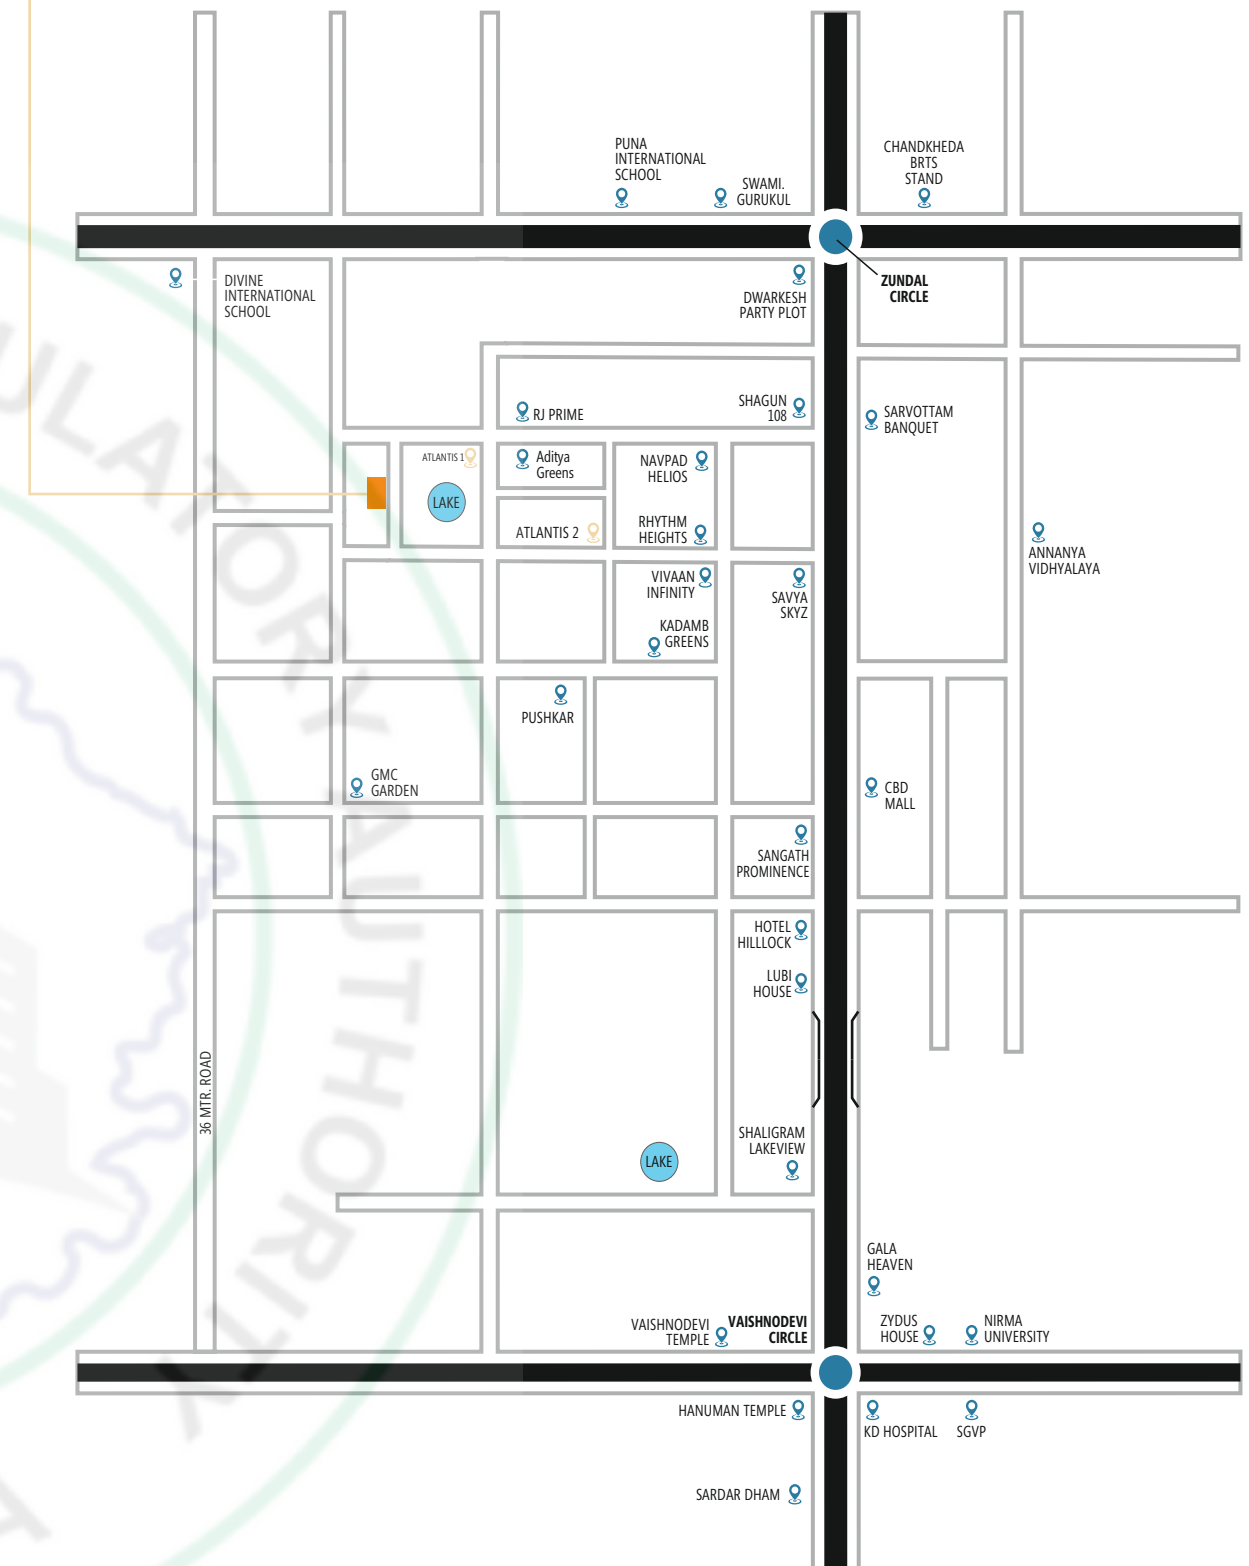 PUNA
INTERNATIONAL
SCHOOL
SWAMI.
GURUKUL
CHANDKHEDA
BRTS
STAND
DIVINE
INTERNATIONAL
SCHOOL
DWARKESH
PARTY PLOT
ZUNDAL
CIRCLE
RJ PRIME
SHAGUN
108
SARVOTTAM
BANQUET
ATLANTIS 1
LAKE
Aditya
Greens
NAVPAD
HELIOS
ATLANTIS 2
RHYTHM
HEIGHTS
ANNANYA
VIDHYALAYA
VIVAAN
INFINITY
SAVYA
SKYZ
KADAMB
GREENS
PUSHKAR
GMC
GARDEN
CBD
MALL
SANGATH
PROMINENCE
HOTEL
HILLLOCK
LUBI
HOUSE
36 MTR. ROAD
SHALIGRAM
LAKEVIEW
LAKE
GALA
HEAVEN
VAISHNODEVI
TEMPLE
VAISHNODEVI
CIRCLE
ZYDUS
HOUSE
NIRMA
UNIVERSITY
HANUMAN TEMPLE
KD HOSPITAL
SGVP
SARDAR DHAM
ULATORY AUTHORITY